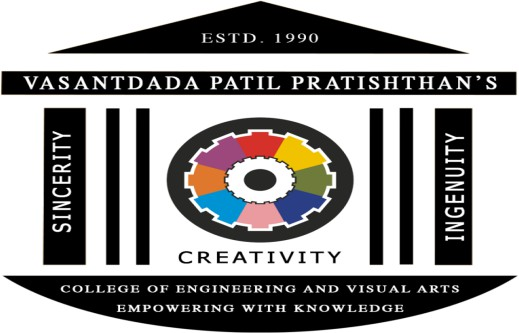 ESTD. 1990
VASANTDADA PATIL PRATISHTHAN'S
SINCERITY
INGENUITY
CREATIVITY
COLLEGE OF ENGINEERING AND VISUAL ARTS
EMPOWERING WITH KNOWLEDGE